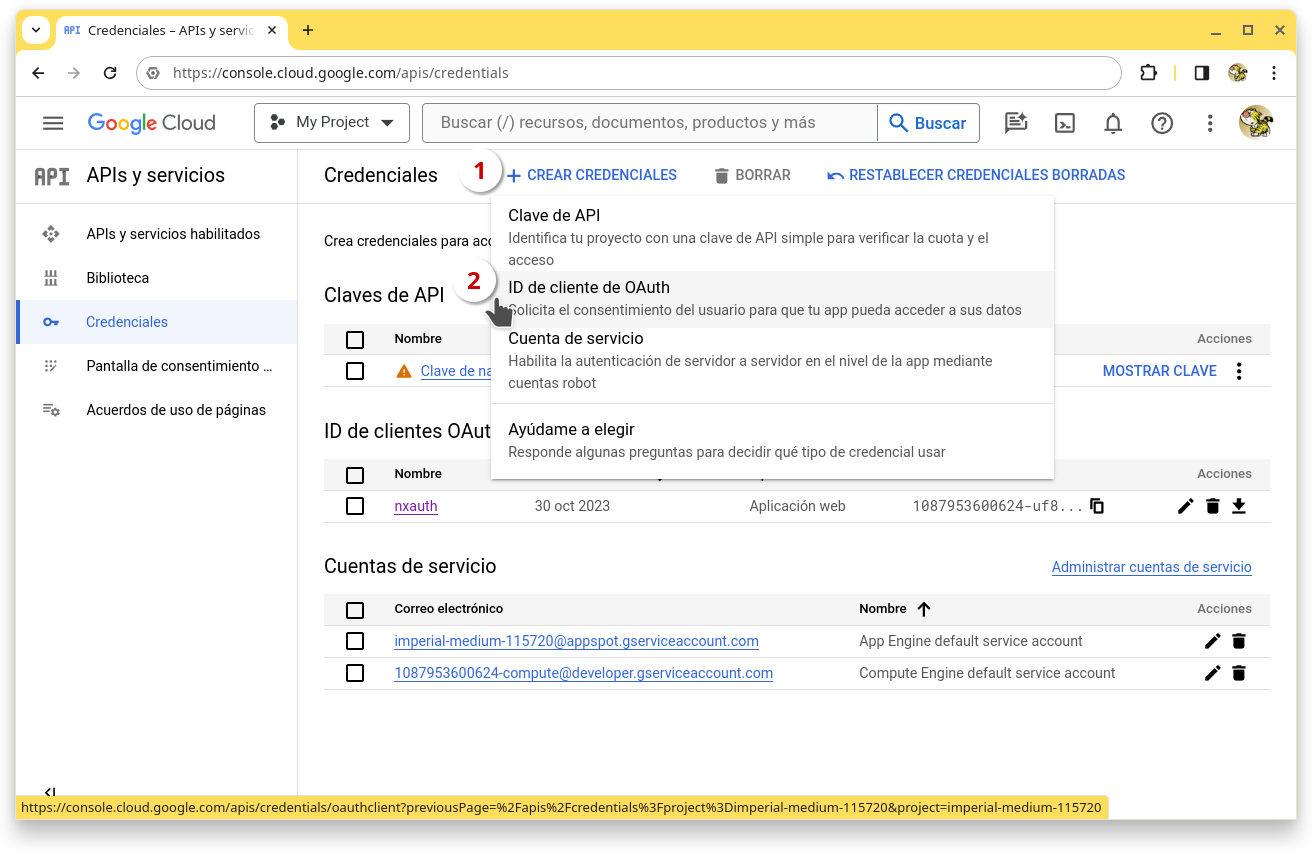 API Credenciales – APIs y servic
https://console.cloud.google.com/apis/credentials
Google Cloud
My Project
Buscar (/) recursos, documentos, productos y más
Buscar
API APIs y servicios
Credenciales
1
CREAR CREDENCIALES
BORRAR
RESTABLECER CREDENCIALES BORRADAS
APIs y servicios habilitados
Biblioteca
Credenciales
Pantalla de consentimiento ...
Acuerdos de uso de páginas
Crea credenciales para acc
Clave de API
Identifica tu proyecto con una clave de API simple para verificar la cuota y el
acceso
2
ID de cliente de OAuth
Solicita el consentimiento del usuario para que tu app pueda acceder a sus datos
Cuenta de servicio
Habilita la autenticación de servidor a servidor en el nivel de la app mediante
cuentas robot
Ayúdame a elegir
Responde algunas preguntas para decidir qué tipo de credencial usar
Claves de API
Nombre
Acciones
Clave de na
MOSTRAR CLAVE
ID de clientes OAut
Nombre
Acciones
nxauth
30 oct 2023
Aplicación web
1087953600624-uf8...
Cuentas de servicio
Administrar cuentas de servicio
Correo electrónico
Nombre
Acciones
imperial-medium-115720@appspot.gserviceaccount.com
App Engine default service account
1087953600624-compute@developer.gserviceaccount.com
Compute Engine default service account
https://console.cloud.google.com/apis/credentials/oauthclient?previousPage=%2Fapis%2Fcredentials%3Fproject%3Dimperial-medium-115720&project=imperial-medium-115720